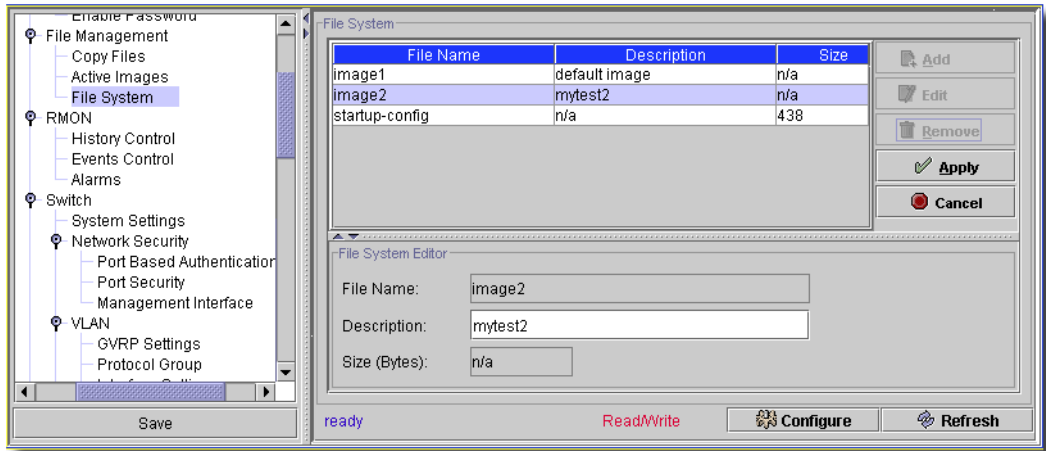 Enable Password
File Management
Copy Files
Active Images
File System
RMON
History Control
Events Control
Alarms
Switch
System Settings
Network Security
Port Based Authentication
Port Security
Management Interface
VLAN
GVRP Settings
Protocol Group
Save
File System
File Name Description Size
image1 default image n/a
image2 mytest2 n/a
startup-config n/a 438
Add
Edit
Remove
Apply
Cancel
File System Editor
File Name: image2
Description: mytest2
Size (Bytes): n/a
ready Read/Write Configure Refresh